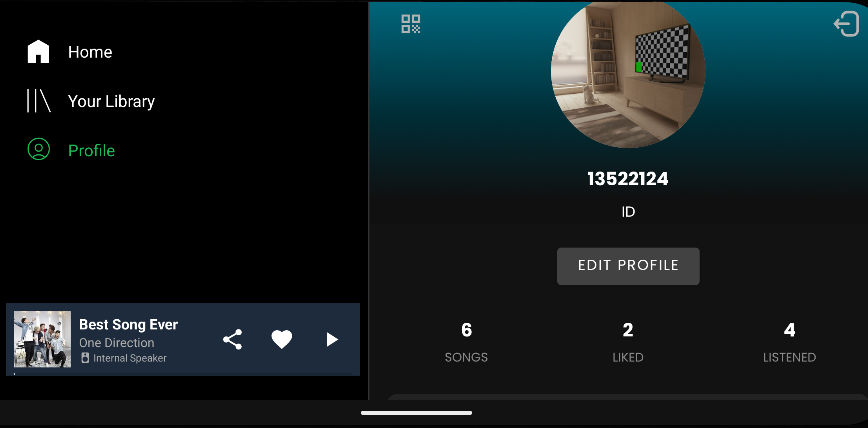 Home
Your Library
Profile
Best Song Ever
One Direction
Internal Speaker
13522124
ID
EDIT PROFILE
6
SONGS
2
LIKED
4
LISTENED